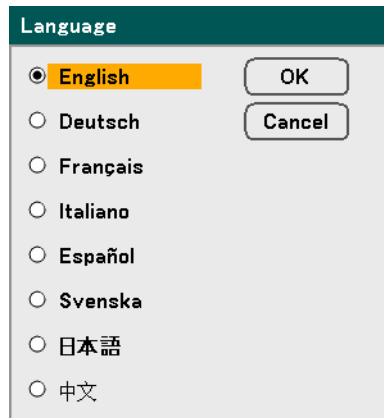 Language
English OK
Deutsch Cancel
Français
Italiano
Español
Svenska
日本語
中文